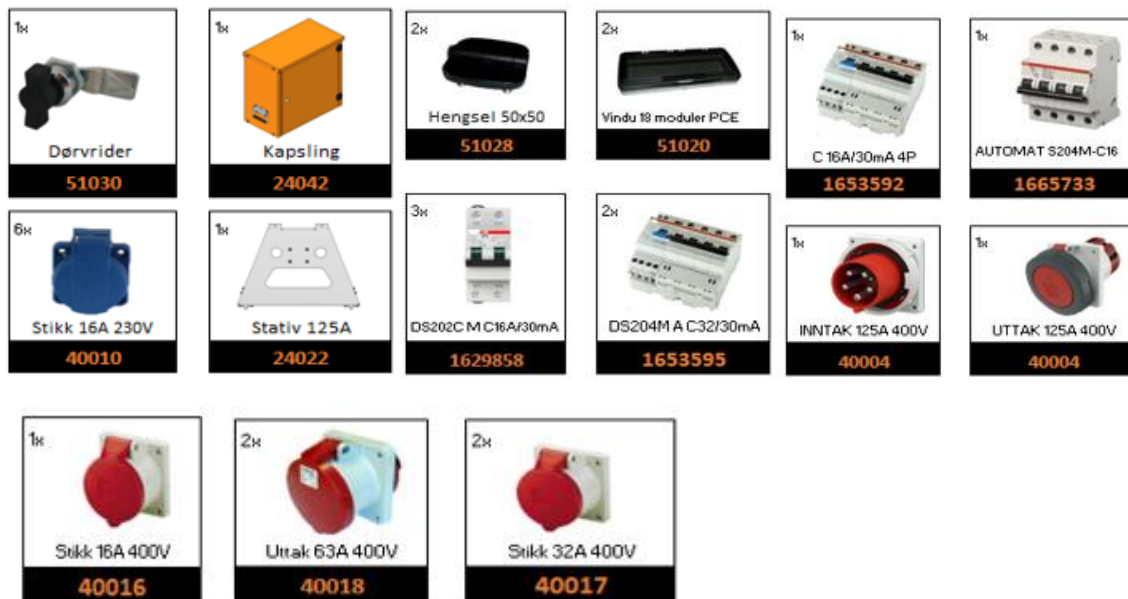 1x
Dørvrider
51030
1x
Kapsling
24042
2x
Hengsel 50x50
51028
2x
Vindu 18 moduler PCE
51020
1x
C 16A/30mA 4P
1653592
1x
AUTOMAT S204M-C16
1665733
6x
Stikk 16A 230V
40010
1x
Stativ 125A
24022
3x
DS202C M C16A/30mA
1629858
2x
DS204M A C32/30mA
1653595
1x
INNTAK 125A 400V
40004
1x
UTTAK 125A 400V
40004
1x
Stikk 16A 400V
40016
2x
Uttak 63A 400V
40018
2x
Stikk 32A 400V
40017